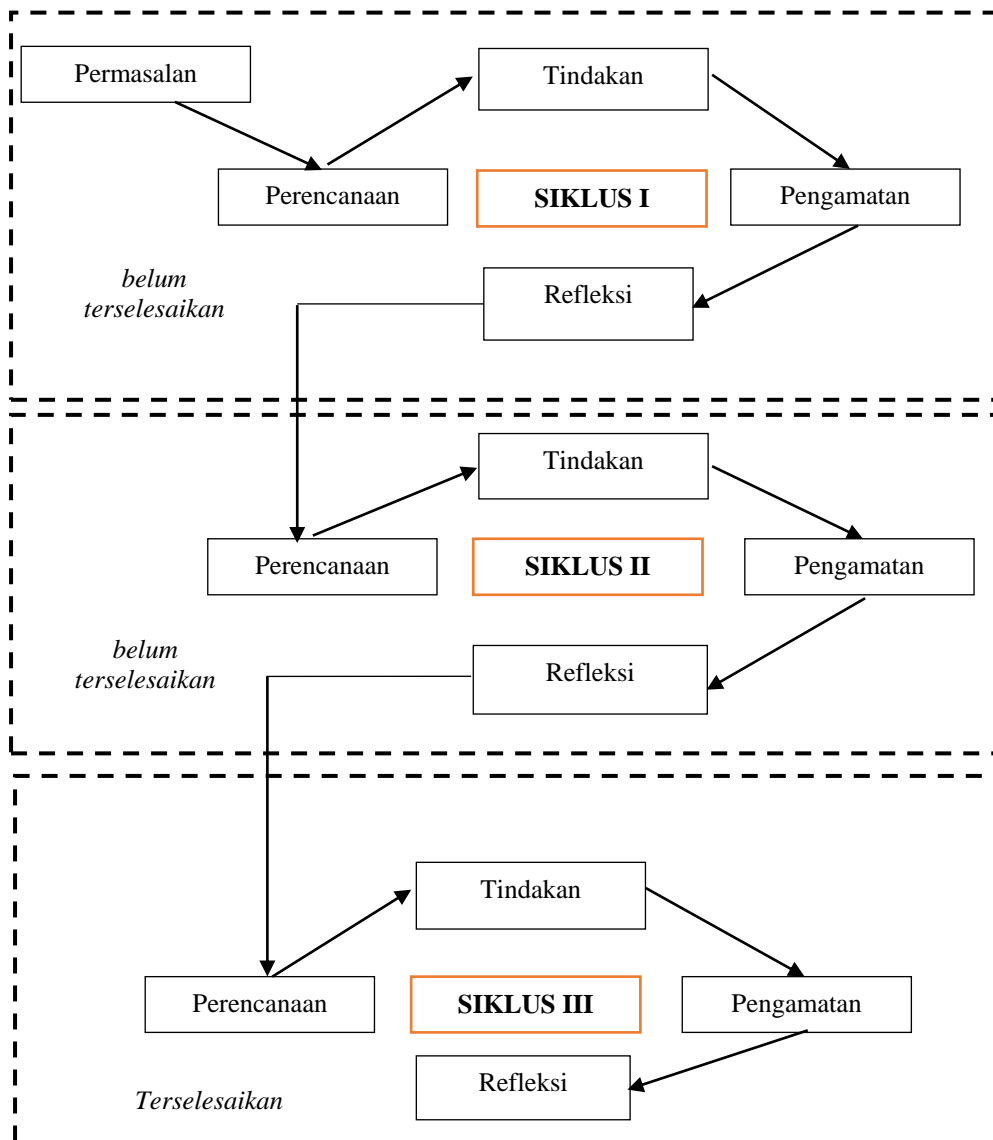 Permasalan
Tindakan
Perencanaan
SIKLUS I
Pengamatan
belum
terselesaikan
Refleksi
Tindakan
Perencanaan
SIKLUS II
Pengamatan
belum
terselesaikan
Refleksi
Tindakan
Perencanaan
SIKLUS III
Pengamatan
Refleksi
Terselesaikan